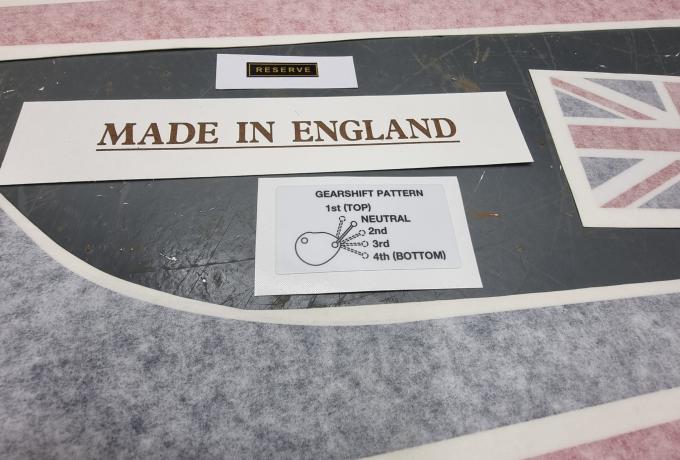 RESERVE
MADE IN ENGLAND
GEARSHIFT PATTERN
1st (TOP)
NEUTRAL
2nd
3rd
4th (BOTTOM)